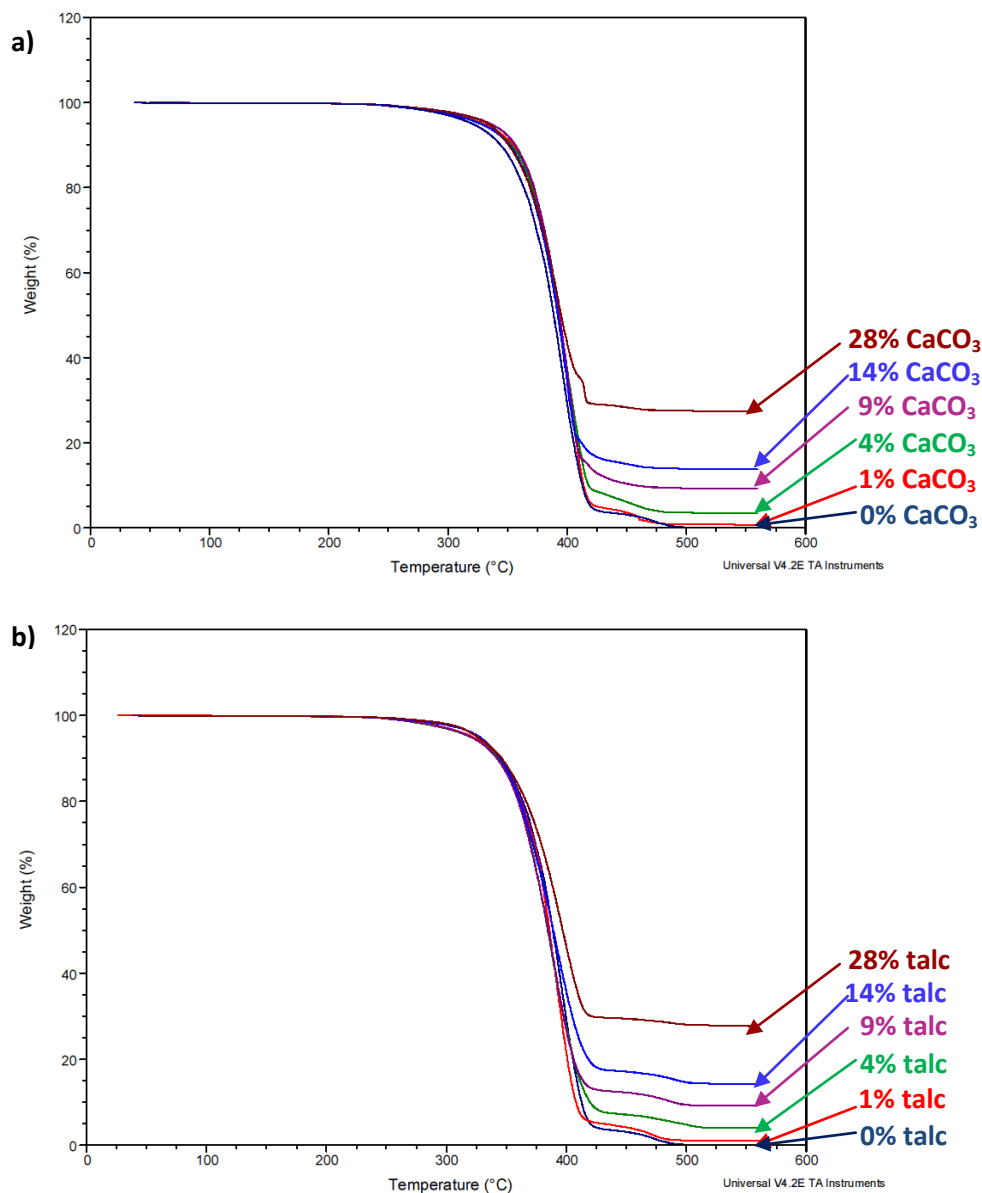 a)
120
100
80
60
40
20
0
Weight (%)
0 100 200 300 400 500 600
Temperature (°C)
Universal V4.2E TA Instruments
28% CaCO₃
14% CaCO₃
9% CaCO₃
4% CaCO₃
1% CaCO₃
0% CaCO₃
b)
120
100
80
60
40
20
0
Weight (%)
0 100 200 300 400 500 600
Temperature (°C)
Universal V4.2E TA Instruments
28% talc
14% talc
9% talc
4% talc
1% talc
0% talc